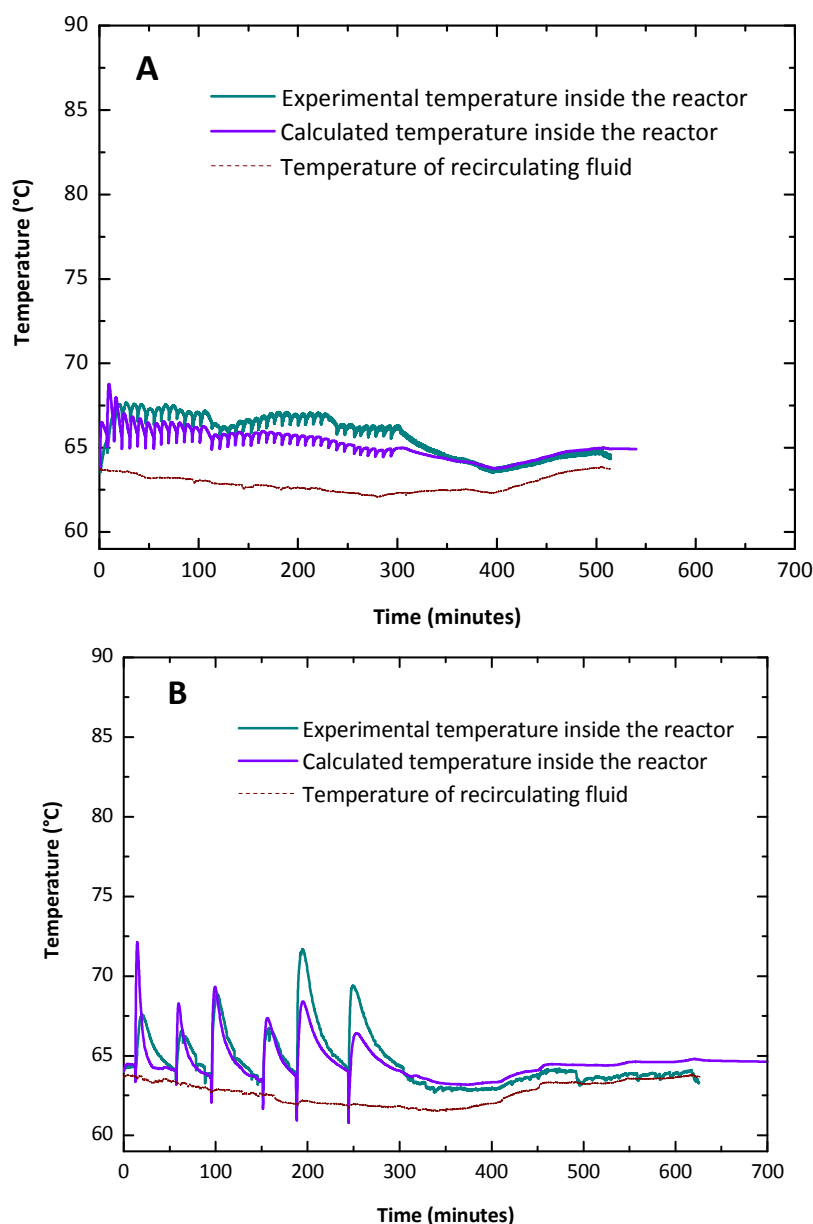 90
A
Experimental temperature inside the reactor
85
Calculated temperature inside the reactor
Temperature of recirculating fluid
80
Temperature (°C)
75
70
65
60
0 100 200 300 400 500 600 700
Time (minutes)
90
B
Experimental temperature inside the reactor
85
Calculated temperature inside the reactor
Temperature of recirculating fluid
80
Temperature (°C)
75
70
65
60
0 100 200 300 400 500 600 700
Time (minutes)